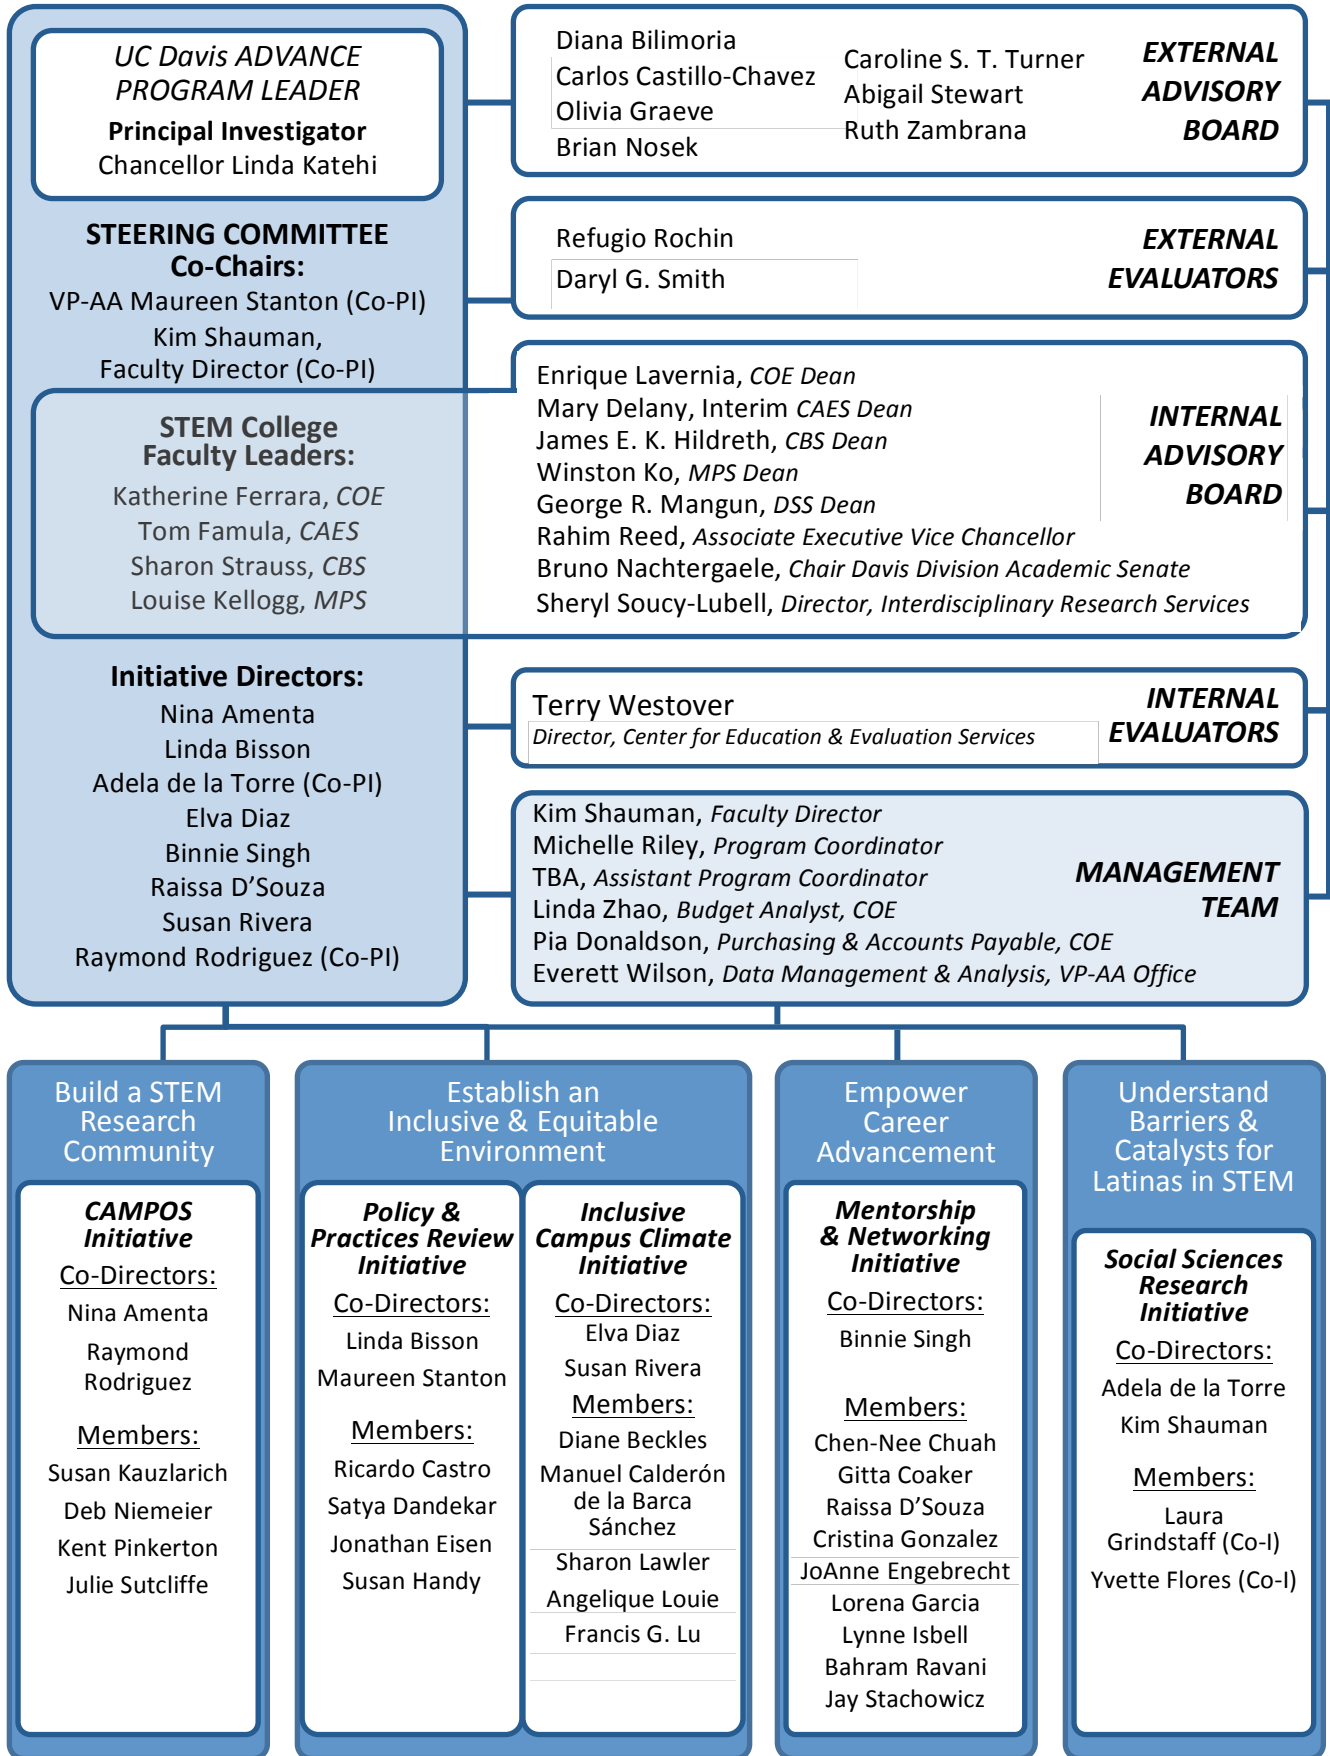 UC Davis ADVANCE
PROGRAM LEADER
Principal Investigator
Chancellor Linda Katehi
STEERING COMMITTEE
Co-Chairs:
VP-AA Maureen Stanton (Co-PI)
Kim Shauman,
Faculty Director (Co-PI)
STEM College
Faculty Leaders:
Katherine Ferrara, COE
Tom Famula, CAES
Sharon Strauss, CBS
Louise Kellogg, MPS
Initiative Directors:
Nina Amenta
Linda Bisson
Adela de la Torre (Co-PI)
Elva Diaz
Binnie Singh
Raissa D’Souza
Susan Rivera
Raymond Rodriguez (Co-PI)
Diana Bilimoria
Carlos Castillo-Chavez
Olivia Graeve
Brian Nosek
Caroline S. T. Turner
Abigail Stewart
Ruth Zambrana
EXTERNAL
ADVISORY
BOARD
Refugio Rochin
Daryl G. Smith
EXTERNAL
EVALUATORS
Enrique Lavernia, COE Dean
Mary Delany, Interim CAES Dean
James E. K. Hildreth, CBS Dean
Winston Ko, MPS Dean
George R. Mangun, DSS Dean
Rahim Reed, Associate Executive Vice Chancellor
Bruno Nachtergaele, Chair Davis Division Academic Senate
Sheryl Soucy-Lubell, Director, Interdisciplinary Research Services
INTERNAL
ADVISORY
BOARD
Terry Westover
Director, Center for Education & Evaluation Services
INTERNAL
EVALUATORS
Kim Shauman, Faculty Director
Michelle Riley, Program Coordinator
TBA, Assistant Program Coordinator
Linda Zhao, Budget Analyst, COE
Pia Donaldson, Purchasing & Accounts Payable, COE
Everett Wilson, Data Management & Analysis, VP-AA Office
MANAGEMENT
TEAM
Build a STEM
Research
Community
CAMPOS
Initiative
Co-Directors:
Nina Amenta
Raymond
Rodriguez
Members:
Susan Kauzlarich
Deb Niemeier
Kent Pinkerton
Julie Sutcliffe
Establish an
Inclusive & Equitable
Environment
Policy &
Practices Review
Initiative
Co-Directors:
Linda Bisson
Maureen Stanton
Members:
Ricardo Castro
Satya Dandekar
Jonathan Eisen
Susan Handy
Inclusive
Campus Climate
Initiative
Co-Directors:
Elva Diaz
Susan Rivera
Members:
Diane Beckles
Manuel Calderón
de la Barca
Sánchez
Sharon Lawler
Angelique Louie
Francis G. Lu
Empower
Career
Advancement
Mentorship
& Networking
Initiative
Co-Directors:
Binnie Singh
Members:
Chen-Nee Chuah
Gitta Coaker
Raissa D’Souza
Cristina Gonzalez
JoAnne Engebrecht
Lorena Garcia
Lynne Isbell
Bahram Ravani
Jay Stachowicz
Understand
Barriers &
Catalysts for
Latinas in STEM
Social Sciences
Research
Initiative
Co-Directors:
Adela de la Torre
Kim Shauman
Members:
Laura
Grindstaff (Co-I)
Yvette Flores (Co-I)